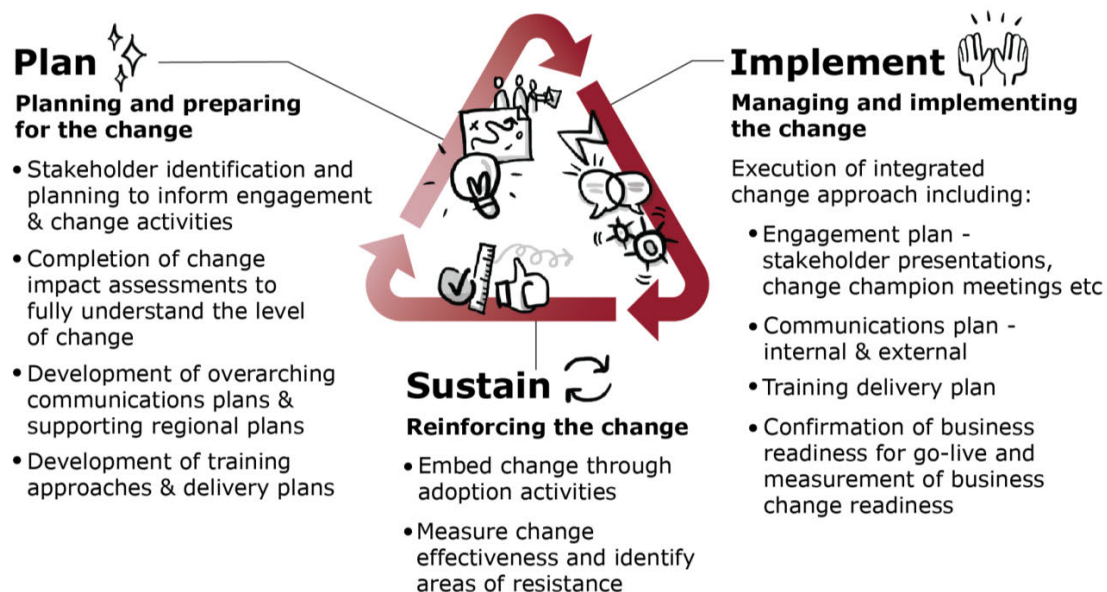 Plan
Planning and preparing
for the change
• Stakeholder identification and
planning to inform engagement
& change activities
• Completion of change
impact assessments to
fully understand the level
of change
• Development of overarching
communications plans &
supporting regional plans
• Development of training
approaches & delivery plans
Implement
Managing and implementing
the change
Execution of integrated
change approach including:
• Engagement plan -
stakeholder presentations,
change champion meetings etc
• Communications plan -
internal & external
• Training delivery plan
• Confirmation of business
readiness for go-live and
measurement of business
change readiness
Sustain
Reinforcing the change
• Embed change through
adoption activities
• Measure change
effectiveness and identify
areas of resistance